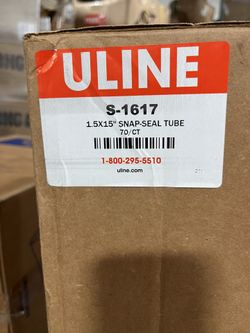 ULINE
S-1617
1.5X15" SNAP-SEAL TUBE
70/CT
1-800-295-5510
uline.com